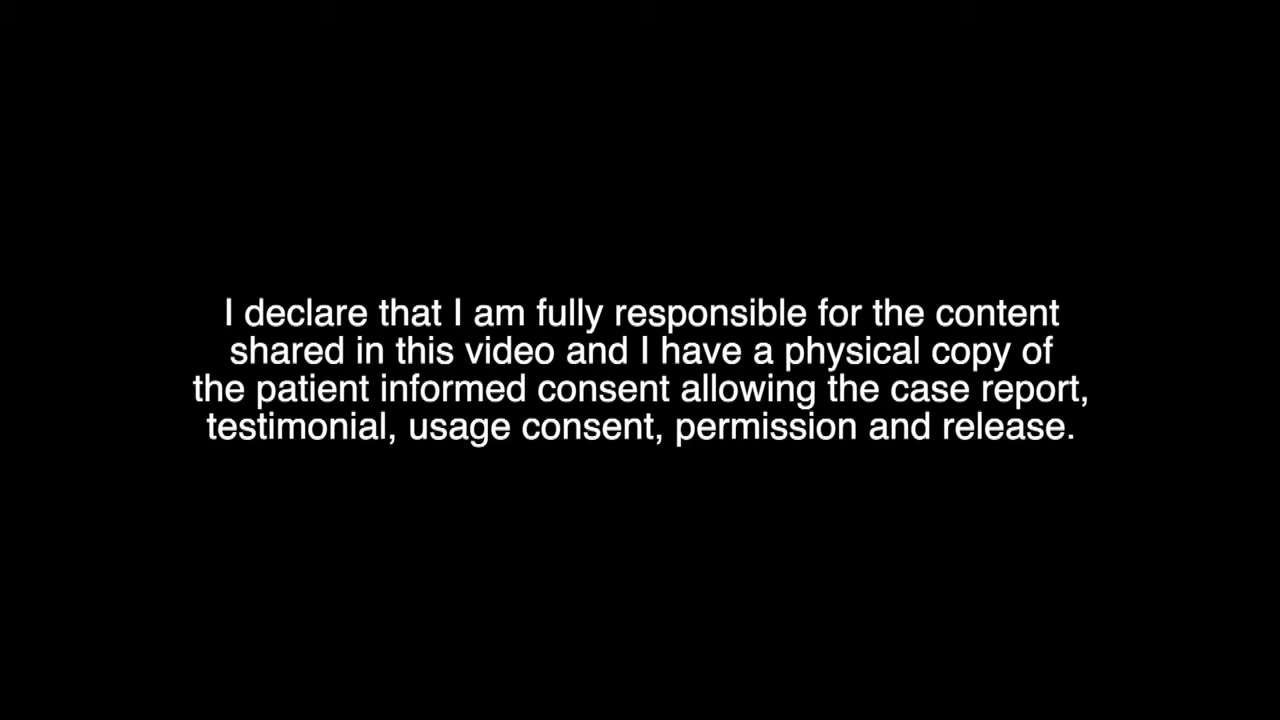 I declare that I am fully responsible for the content
shared in this video and I have a physical copy of
the patient informed consent allowing the case report,
testimonial, usage consent, permission and release.